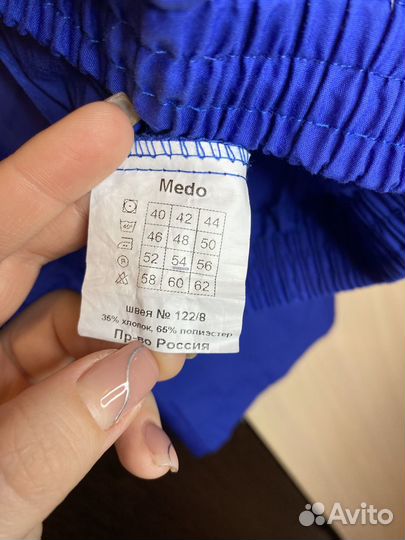 Medo
40 42 44
46 48 50
52 54 56
58 60 62
швея № 122/8
35% хлопок, 65% полиэстер
Пр-во Россия
Avito